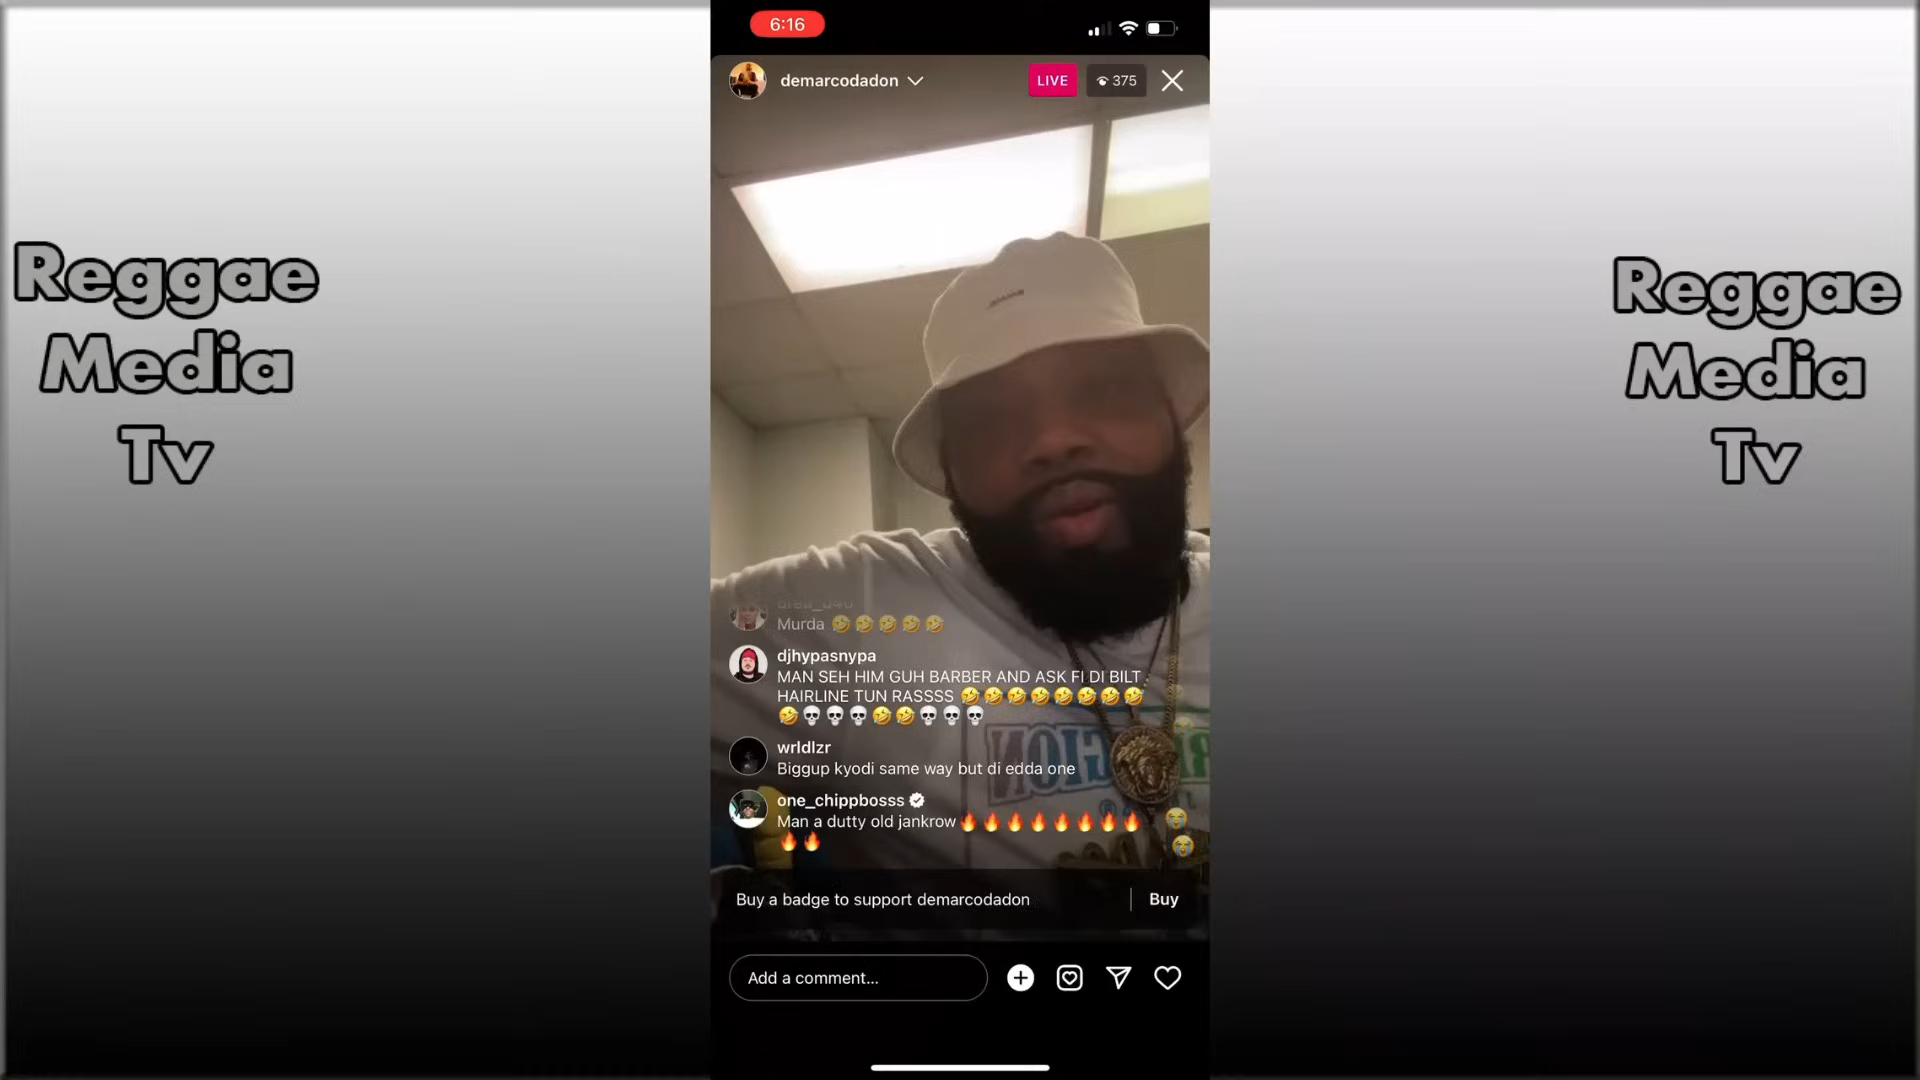 6:16
demarcodadon
LIVE
375
Reggae
Media
Tv
Reggae
Media
Tv
Murda 🤣🤣🤣🤣🤣
djhypasnypa
MAN SEH HIM GUH BARBER AND ASK FI DI BILT
HAIRLINE TUN RASSSS 🤣🤣🤣🤣🤣🤣🤣🤣
🤣💀💀💀🤣🤣💀💀💀
wrldlzr
Biggup kyodi same way but di edda one
one_chippbosss
Man a dutty old jankrow🔥🔥🔥🔥🔥🔥🔥🔥
🔥🔥
Buy a badge to support demarcodadon
Buy
Add a comment...